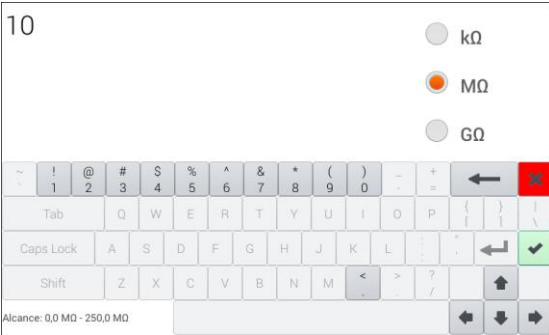 10
kΩ
MΩ
GΩ
~ ! @ # $ % ^ & * ( ) _ +
` 1 2 3 4 5 6 7 8 9 0 - =
Tab Q W E R T Y U I O P { } |
[ ] \
Caps Lock A S D F G H J K L : "
; '
Shift Z X C V B N M < > ?
, . /
Alcance: 0,0 MΩ - 250,0 MΩ